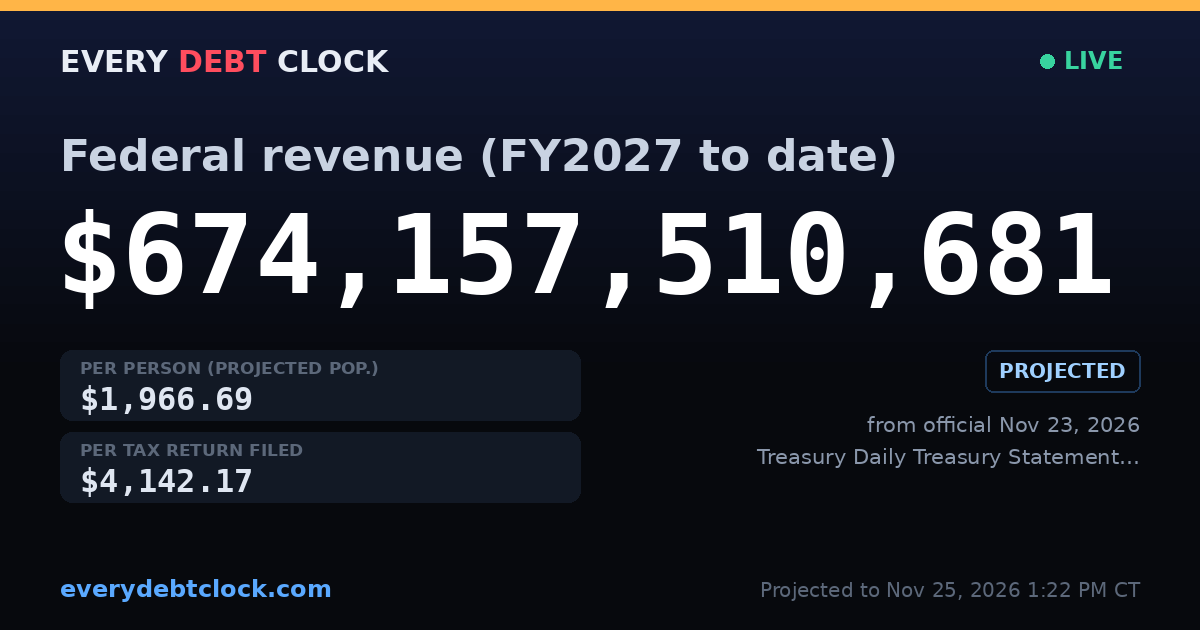 EVERY DEBT CLOCK
LIVE
Federal revenue (FY2027 to date)
$674,157,510,681
PER PERSON (PROJECTED POP.)
$1,966.69
PER TAX RETURN FILED
$4,142.17
PROJECTED
from official Nov 23, 2026
Treasury Daily Treasury Statement...
everydebtclock.com
Projected to Nov 25, 2026 1:22 PM CT